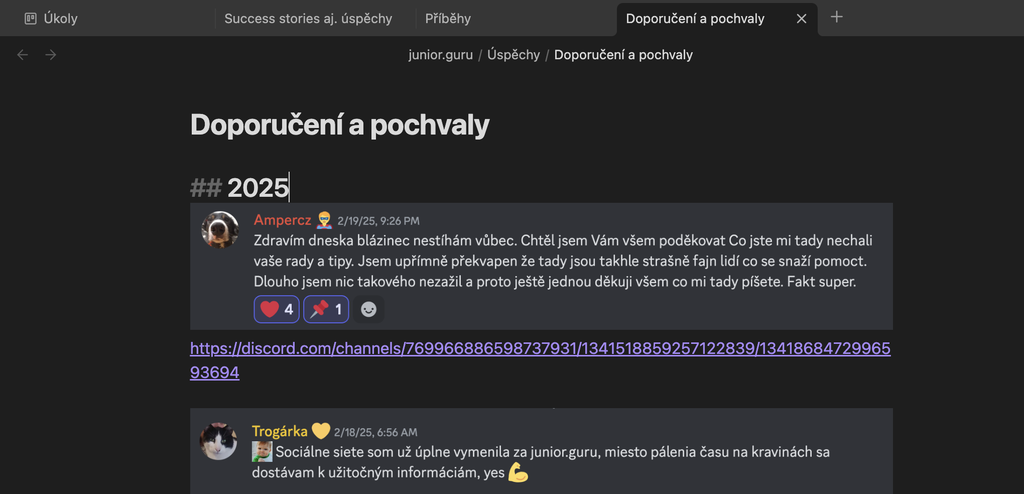 Úkoly
Success stories aj. úspěchy
Příběhy
Doporučení a pochvaly
junior.guru / Úspěchy / Doporučení a pochvaly
Doporučení a pochvaly
## 2025
Ampercz 2/19/25, 9:26 PM
Zdravím dneska blázinec nestíhám vůbec. Chtěl jsem Vám všem poděkovat Co jste mi tady nechali
vaše rady a tipy. Jsem upřímně překvapen že tady jsou takhle strašně fajn lidí co se snaží pomoct.
Dlouho jsem nic takového nezažil a proto ještě jednou děkuji všem co mi tady píšete. Fakt super.
❤️ 4 📌 1
https://discord.com/channels/769966886598737931/1341518859257122839/13418684729965
93694
Trogárka 💛 2/18/25, 6:56 AM
Sociálne siete som už úplne vymenila za junior.guru, miesto pálenia času na kravinách sa
dostávam k užitočným informáciám, yes 💪